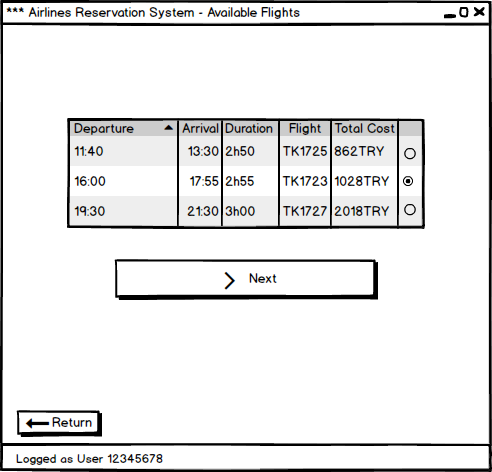 *** Airlines Reservation System - Available Flights
Departure Arrival Duration Flight Total Cost
11:40 13:30 2h50 TK1725 862TRY
16:00 17:55 2h55 TK1723 1028TRY
19:30 21:30 3h00 TK1727 2018TRY
Next
Return
Logged as User 12345678